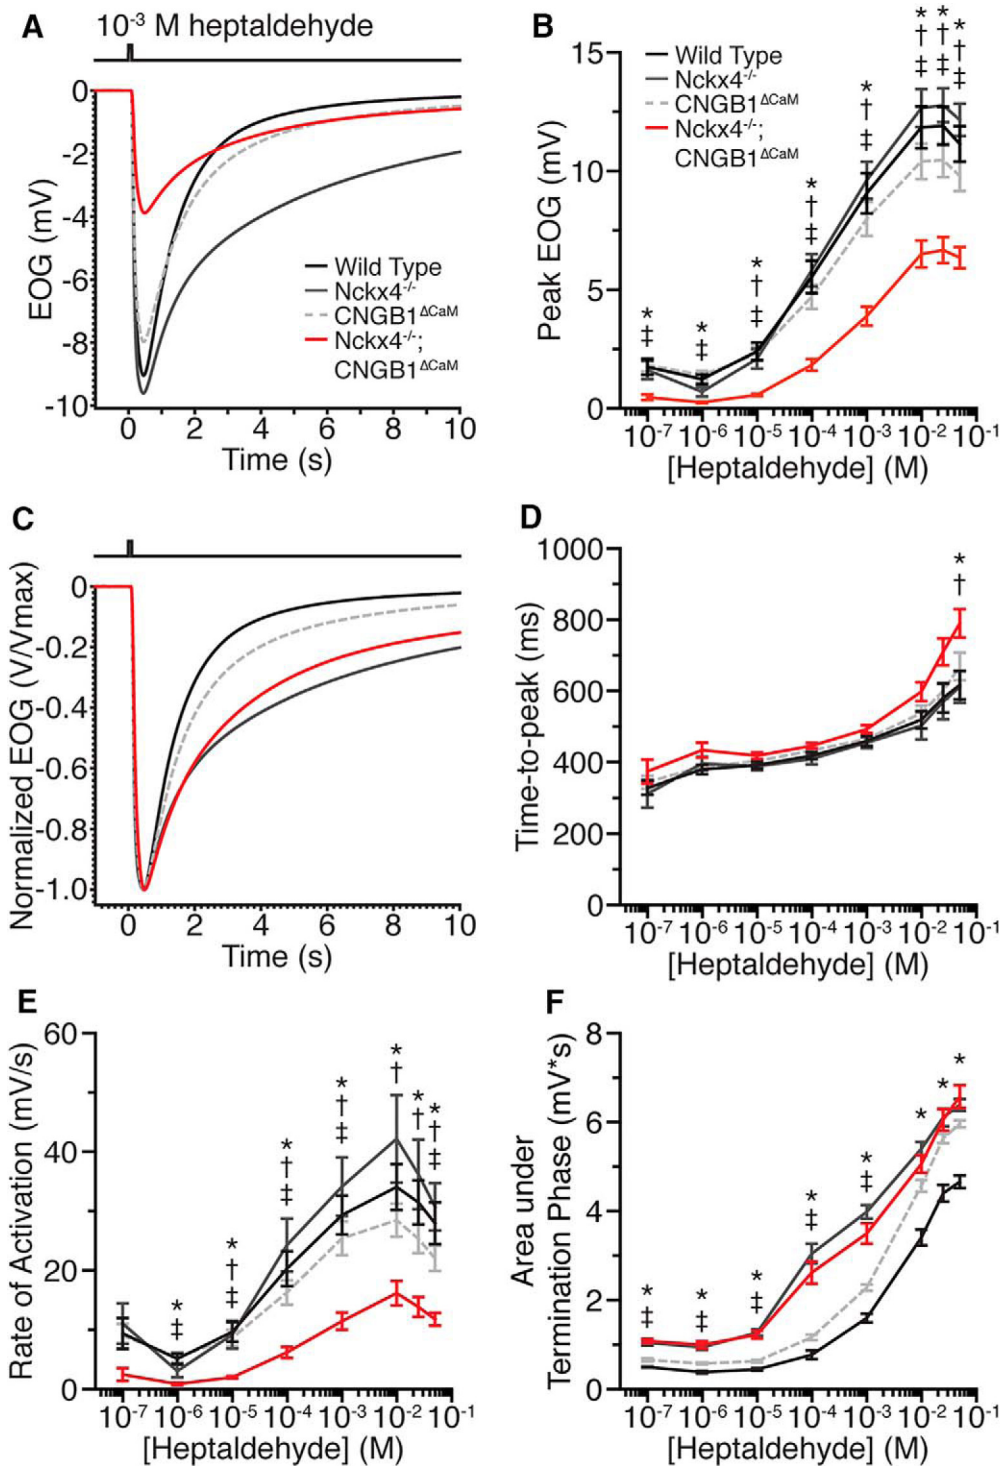 A
10⁻³ M heptaldehyde
0
-2
-4
-6
-8
-10
EOG (mV)
Wild Type
Nckx4⁻/⁻
CNGB1ᐃCaM
Nckx4⁻/⁻;
CNGB1ᐃCaM
0 2 4 6 8 10
Time (s)
B
15
10
5
0
Peak EOG (mV)
Wild Type
Nckx4⁻/⁻
CNGB1ᐃCaM
Nckx4⁻/⁻;
CNGB1ᐃCaM
* ‡
* ‡
* † ‡
* † ‡
* † ‡
* † ‡
* † ‡
* † ‡
10⁻⁷ 10⁻⁶ 10⁻⁵ 10⁻⁴ 10⁻³ 10⁻² 10⁻¹
[Heptaldehyde] (M)
C
0
-0.2
-0.4
-0.6
-0.8
-1.0
Normalized EOG (V/Vmax)
0 2 4 6 8 10
Time (s)
D
1000
800
600
400
200
0
Time-to-peak (ms)
* †
10⁻⁷ 10⁻⁶ 10⁻⁵ 10⁻⁴ 10⁻³ 10⁻² 10⁻¹
[Heptaldehyde] (M)
E
60
40
20
0
Rate of Activation (mV/s)
* ‡
* † ‡
* † ‡
* † ‡
* †
* †
* † ‡
10⁻⁷ 10⁻⁶ 10⁻⁵ 10⁻⁴ 10⁻³ 10⁻² 10⁻¹
[Heptaldehyde] (M)
F
8
6
4
2
0
Area under
Termination Phase (mV*s)
* ‡
* ‡
* ‡
* ‡
* ‡
*
*
*
10⁻⁷ 10⁻⁶ 10⁻⁵ 10⁻⁴ 10⁻³ 10⁻² 10⁻¹
[Heptaldehyde] (M)